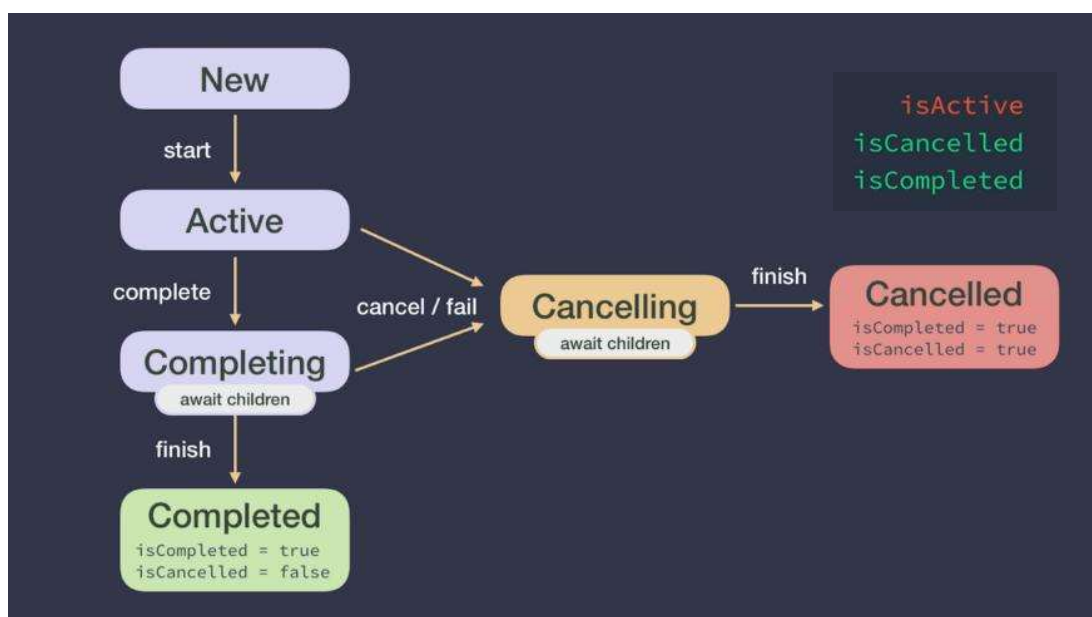 New
start
Active
complete
Completing
await children
finish
Completed
isCompleted = true
isCancelled = false
cancel / fail
Cancelling
await children
finish
Cancelled
isCompleted = true
isCancelled = true
isActive
isCancelled
isCompleted